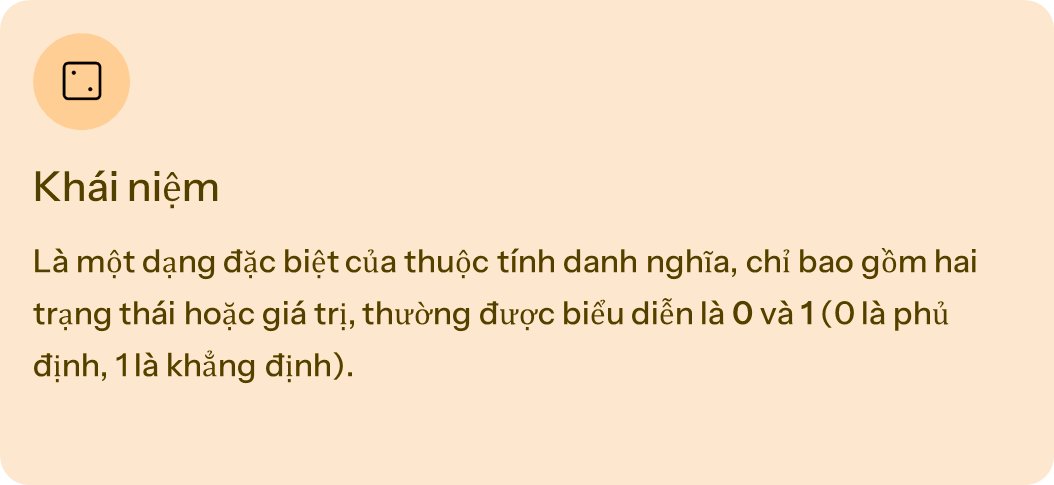 Khái niệm
Là một dạng đặc biệt của thuộc tính danh nghĩa, chỉ bao gồm hai
trạng thái hoặc giá trị, thường được biểu diễn là 0 và 1 (0 là phủ
định, 1 là khẳng định).